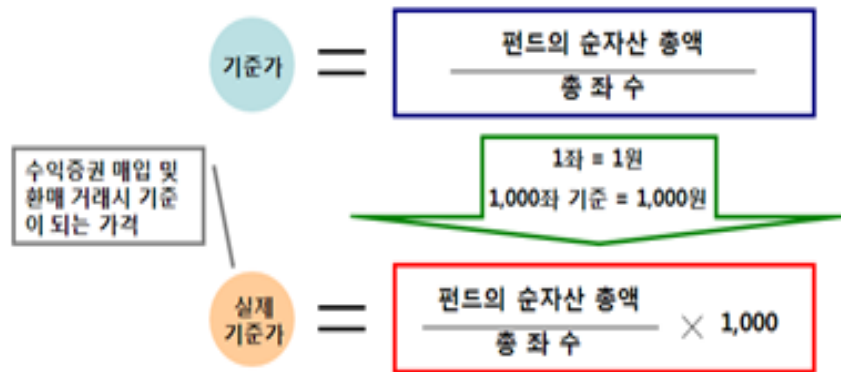 기준가
=
펀드의 순자산 총액
총 좌 수
1좌 = 1원
1,000좌 기준 = 1,000원
수익증권 매입 및
환매 거래시 기준
이 되는 가격
실제
기준가
=
펀드의 순자산 총액
총 좌 수
× 1,000